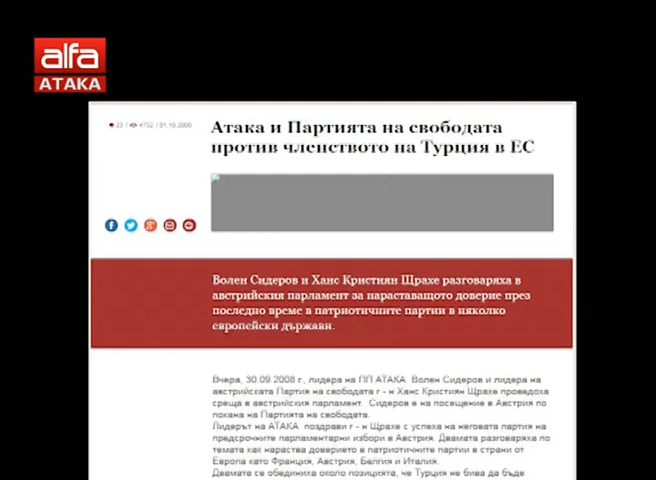 alfa
АТАКА
23 | 4752 | 01.10.2008
Атака и Партията на свободата
против членството на Турция в ЕС
Волен Сидеров и Ханс Кристиян Щрахе разговаряха в
австрийския парламент за нарастващото доверие през
последно време в патриотичните партии в няколко
европейски държави.
Вчера, 30.09.2008 г., лидера на ПП АТАКА Волен Сидеров и лидера на
австрийската Партия на свободата г - н Ханс Кристиян Щрахе проведоха
среща в австрийския парламент. Сидеров е на посещение в Австрия по
покана на Партията на свободата.
Лидерът на АТАКА поздрави г - н Щрахе с успеха на неговата партия на
предсрочните парламентарни избори в Австрия. Двамата разговаряха по
темата как нараства доверието в патриотичните партии в страни от
Европа като Франция, Австрия, Белгия и Италия.
Двамата се обединиха около позицията, че Турция не бива да бъде